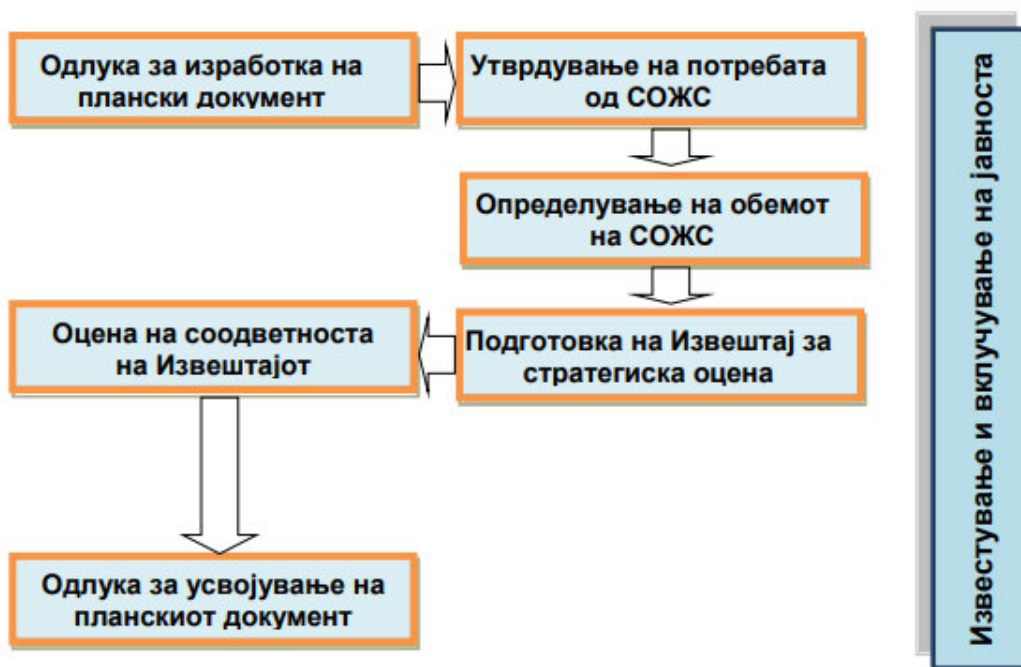 Одлука за изработка на
плански документ
Утврдување на потребата
од СОЖС
Определување на обемот
на СОЖС
Подготовка на Извештај за
стратегиска оцена
Оцена на соодветноста
на Извештајот
Одлука за усвојување на
планскиот документ
Известување и вклучување на јавноста